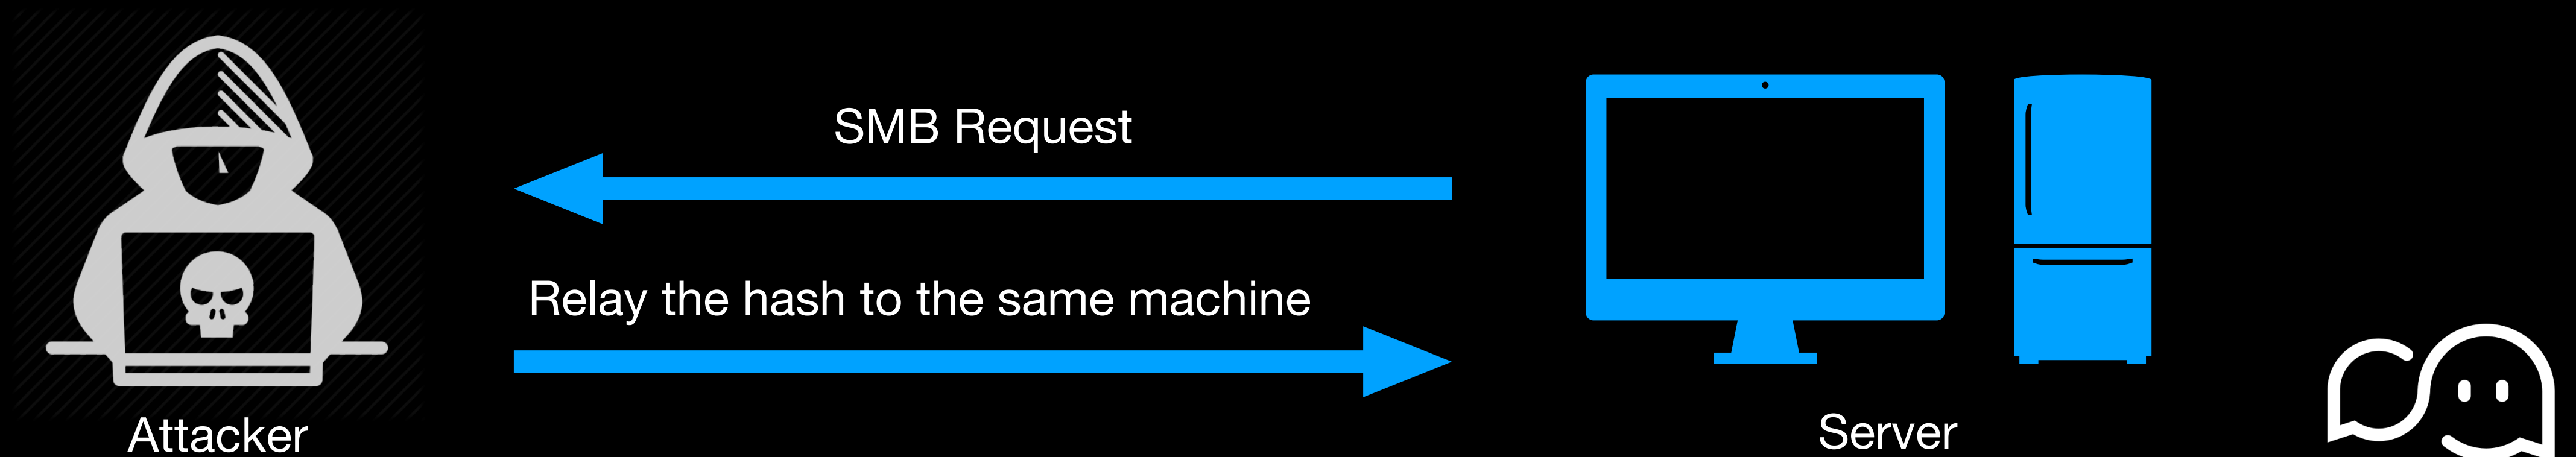 SMB Request
Relay the hash to the same machine
Attacker
Server